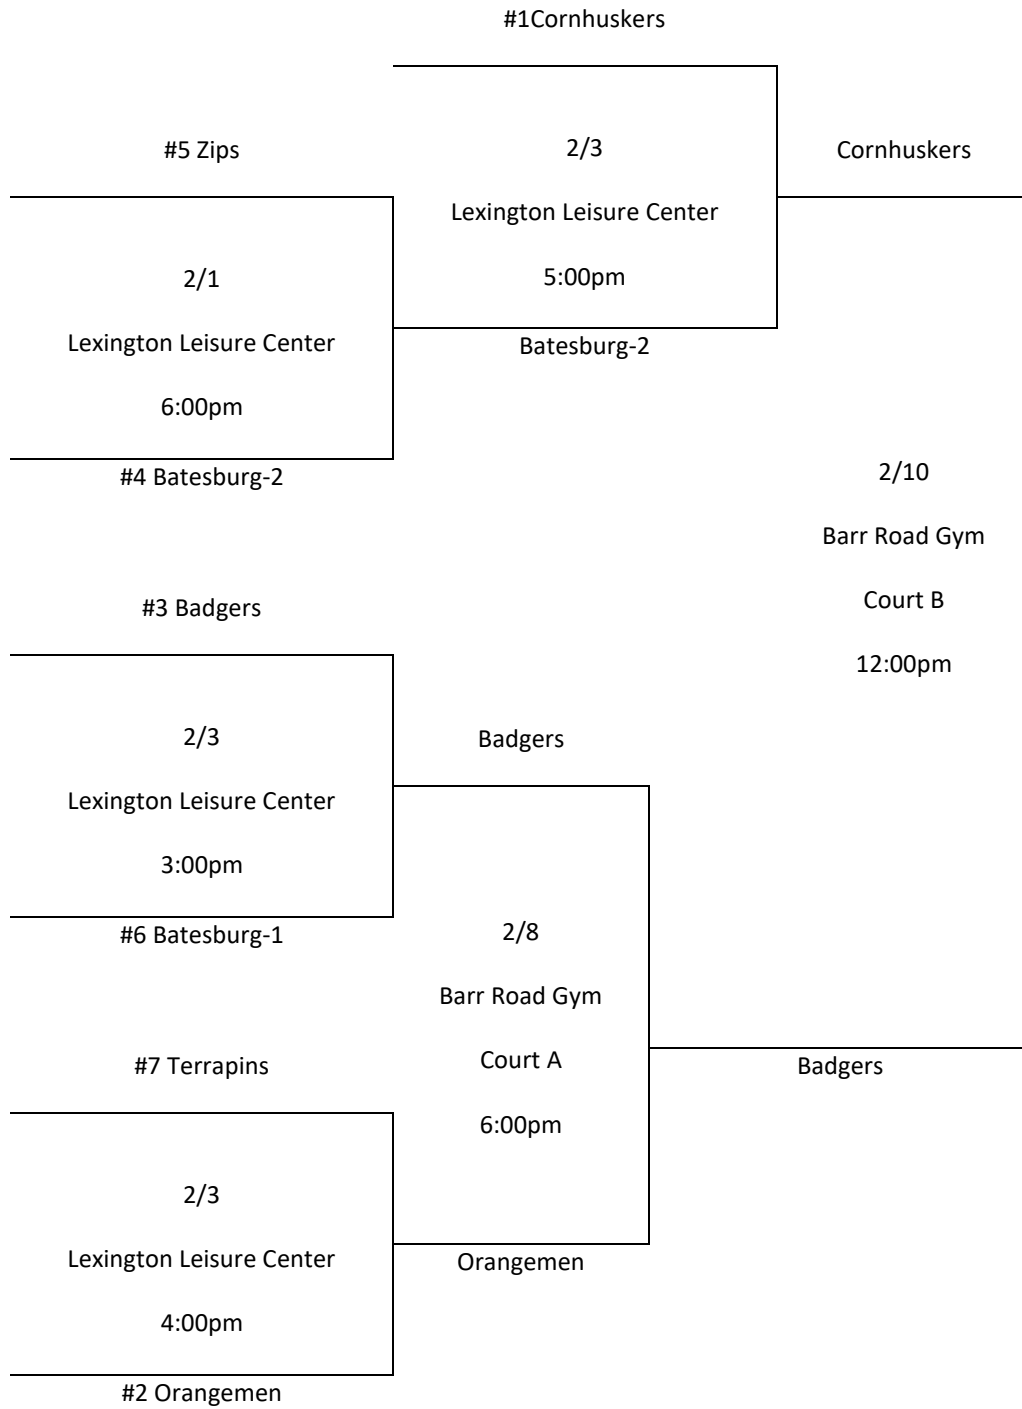 #1Cornhuskers
#5 Zips
2/3
Cornhuskers
Lexington Leisure Center
2/1
5:00pm
Lexington Leisure Center
Batesburg-2
6:00pm
#4 Batesburg-2
2/10
Barr Road Gym
Court B
12:00pm
#3 Badgers
2/3
Badgers
Lexington Leisure Center
3:00pm
#6 Batesburg-1
2/8
Barr Road Gym
Court A
6:00pm
#7 Terrapins
Badgers
2/3
Lexington Leisure Center
Orangemen
4:00pm
#2 Orangemen